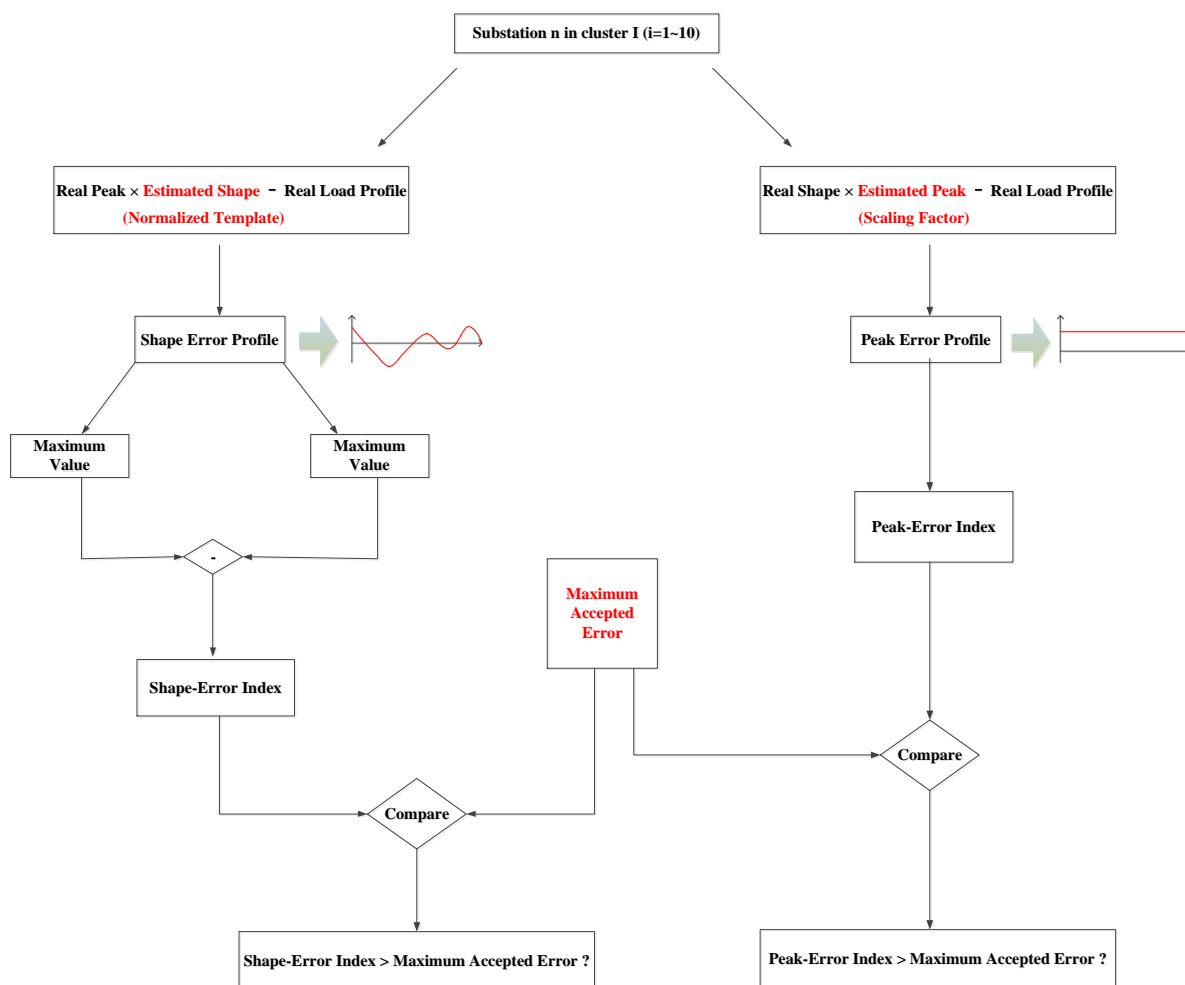 Substation n in cluster I (i=1~10)
Real Peak × Estimated Shape - Real Load Profile
(Normalized Template)
Real Shape × Estimated Peak - Real Load Profile
(Scaling Factor)
Shape Error Profile
Peak Error Profile
Maximum
Value
Maximum
Value
Peak-Error Index
-
Maximum
Accepted
Error
Shape-Error Index
Compare
Compare
Shape-Error Index > Maximum Accepted Error ?
Peak-Error Index > Maximum Accepted Error ?